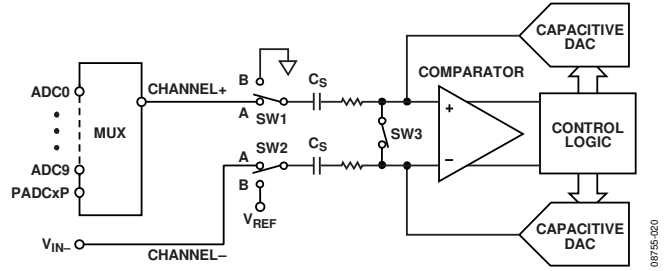 CAPACITIVE
DAC
COMPARATOR
B
CHANNEL+
A
SW1
CS
ADC0
MUX
ADC9
PADCxP
SW3
+
–
CONTROL
LOGIC
A
SW2
B
CS
VREF
VIN–
CHANNEL–
CAPACITIVE
DAC
08755-020